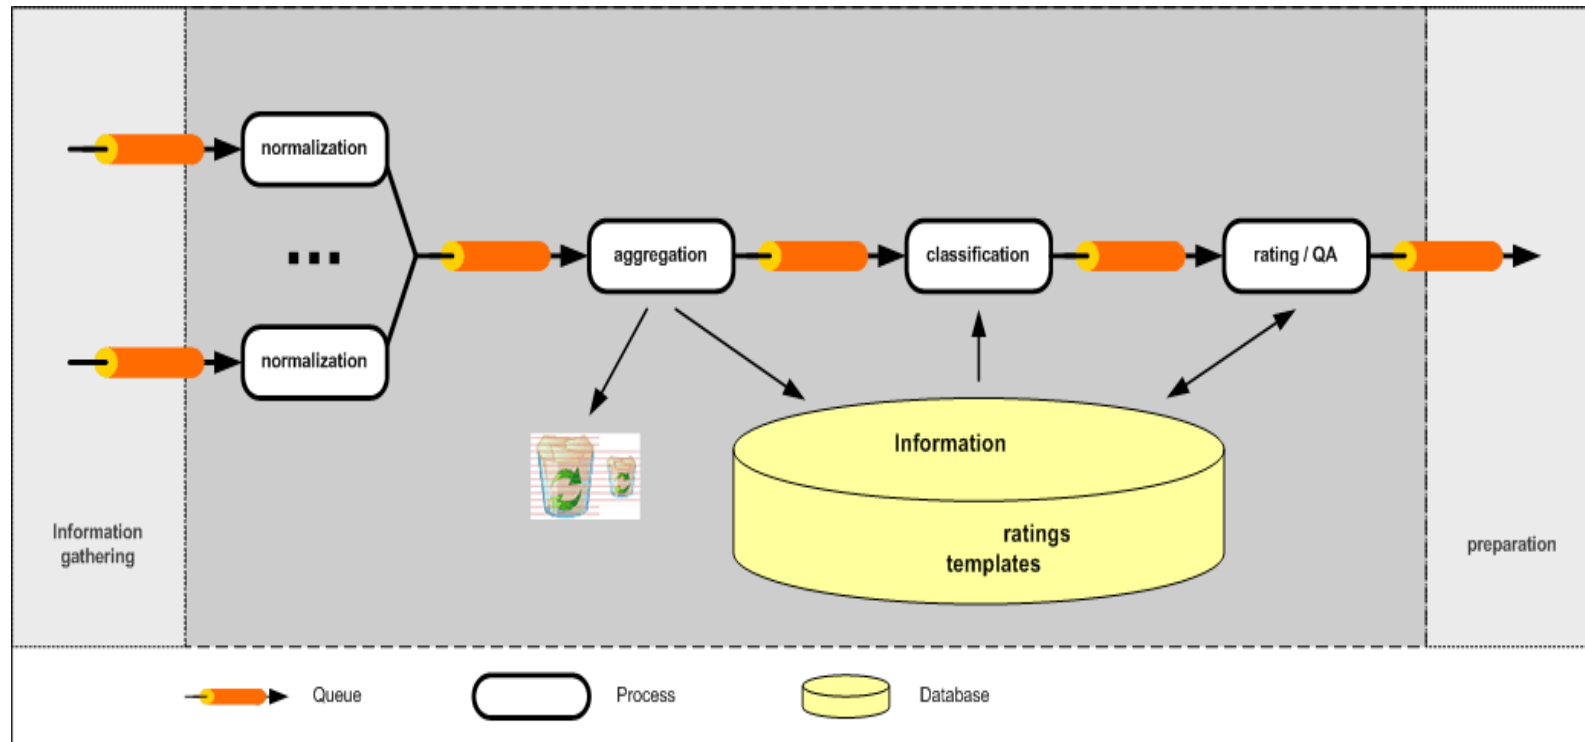 normalization
...
aggregation
classification
rating / QA
normalization
Information
ratings
templates
Information
gathering
preparation
Queue
Process
Database